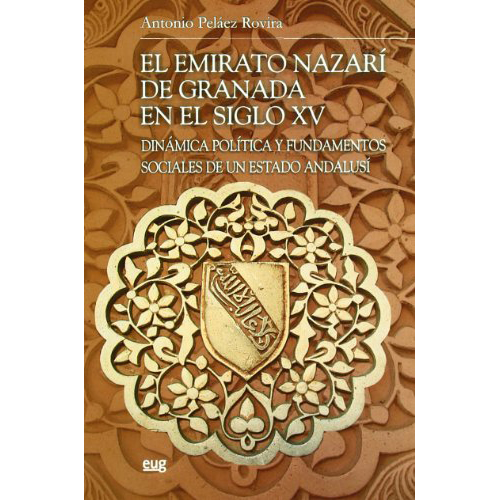 Antonio Peláez Rovira
EL EMIRATO NAZARÍ
DE GRANADA
EN EL SIGLO XV
DINÁMICA POLÍTICA Y FUNDAMENTOS
SOCIALES DE UN ESTADO ANDALUSÍ
eug